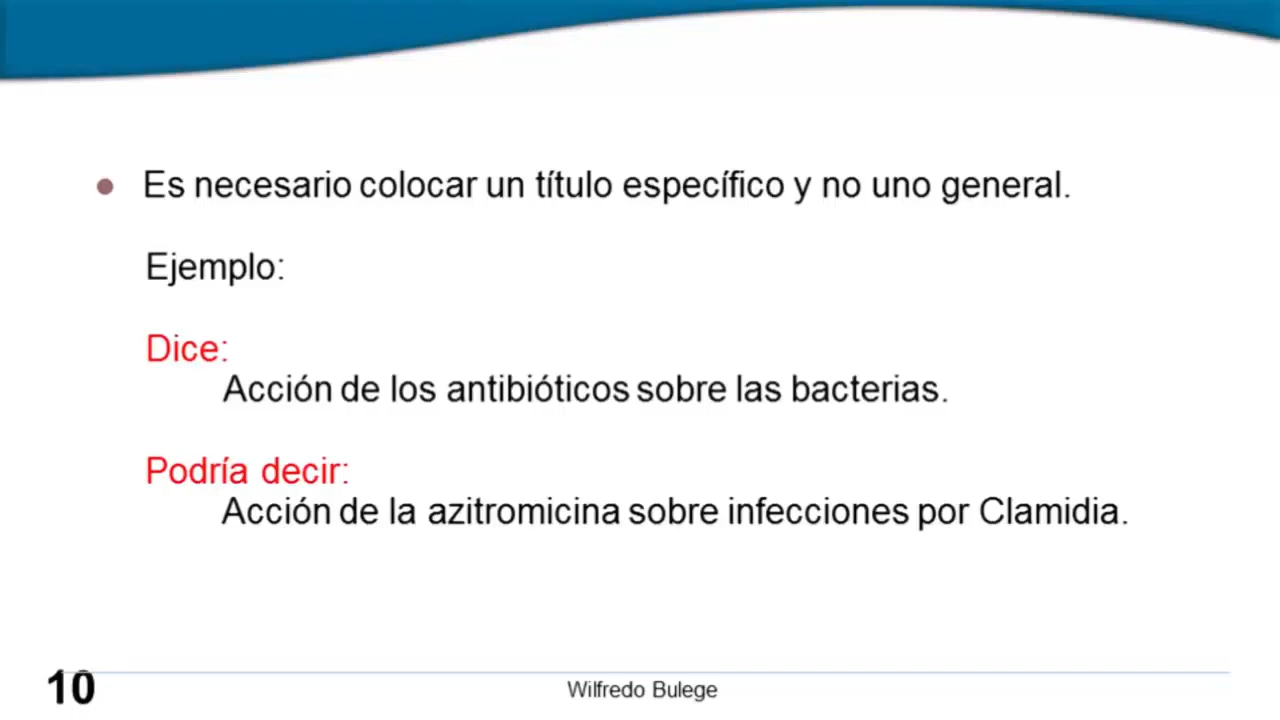 Es necesario colocar un título específico y no uno general.
Ejemplo:
Dice:
Acción de los antibióticos sobre las bacterias.
Podría decir:
Acción de la azitromicina sobre infecciones por Clamidia.
10
Wilfredo Bulege